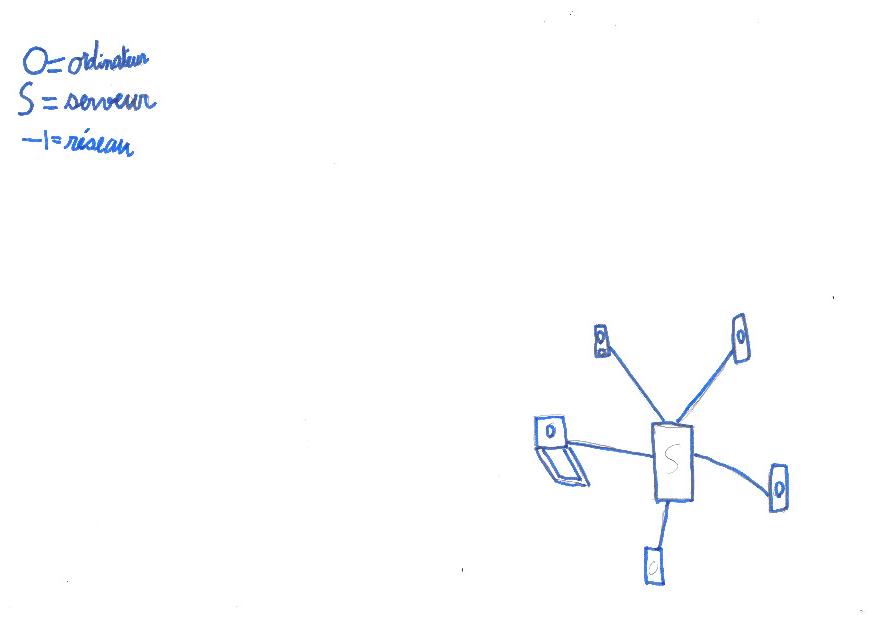 O = ordinateur
S = serveur
—| = réseau
O
O
O
S
O
O